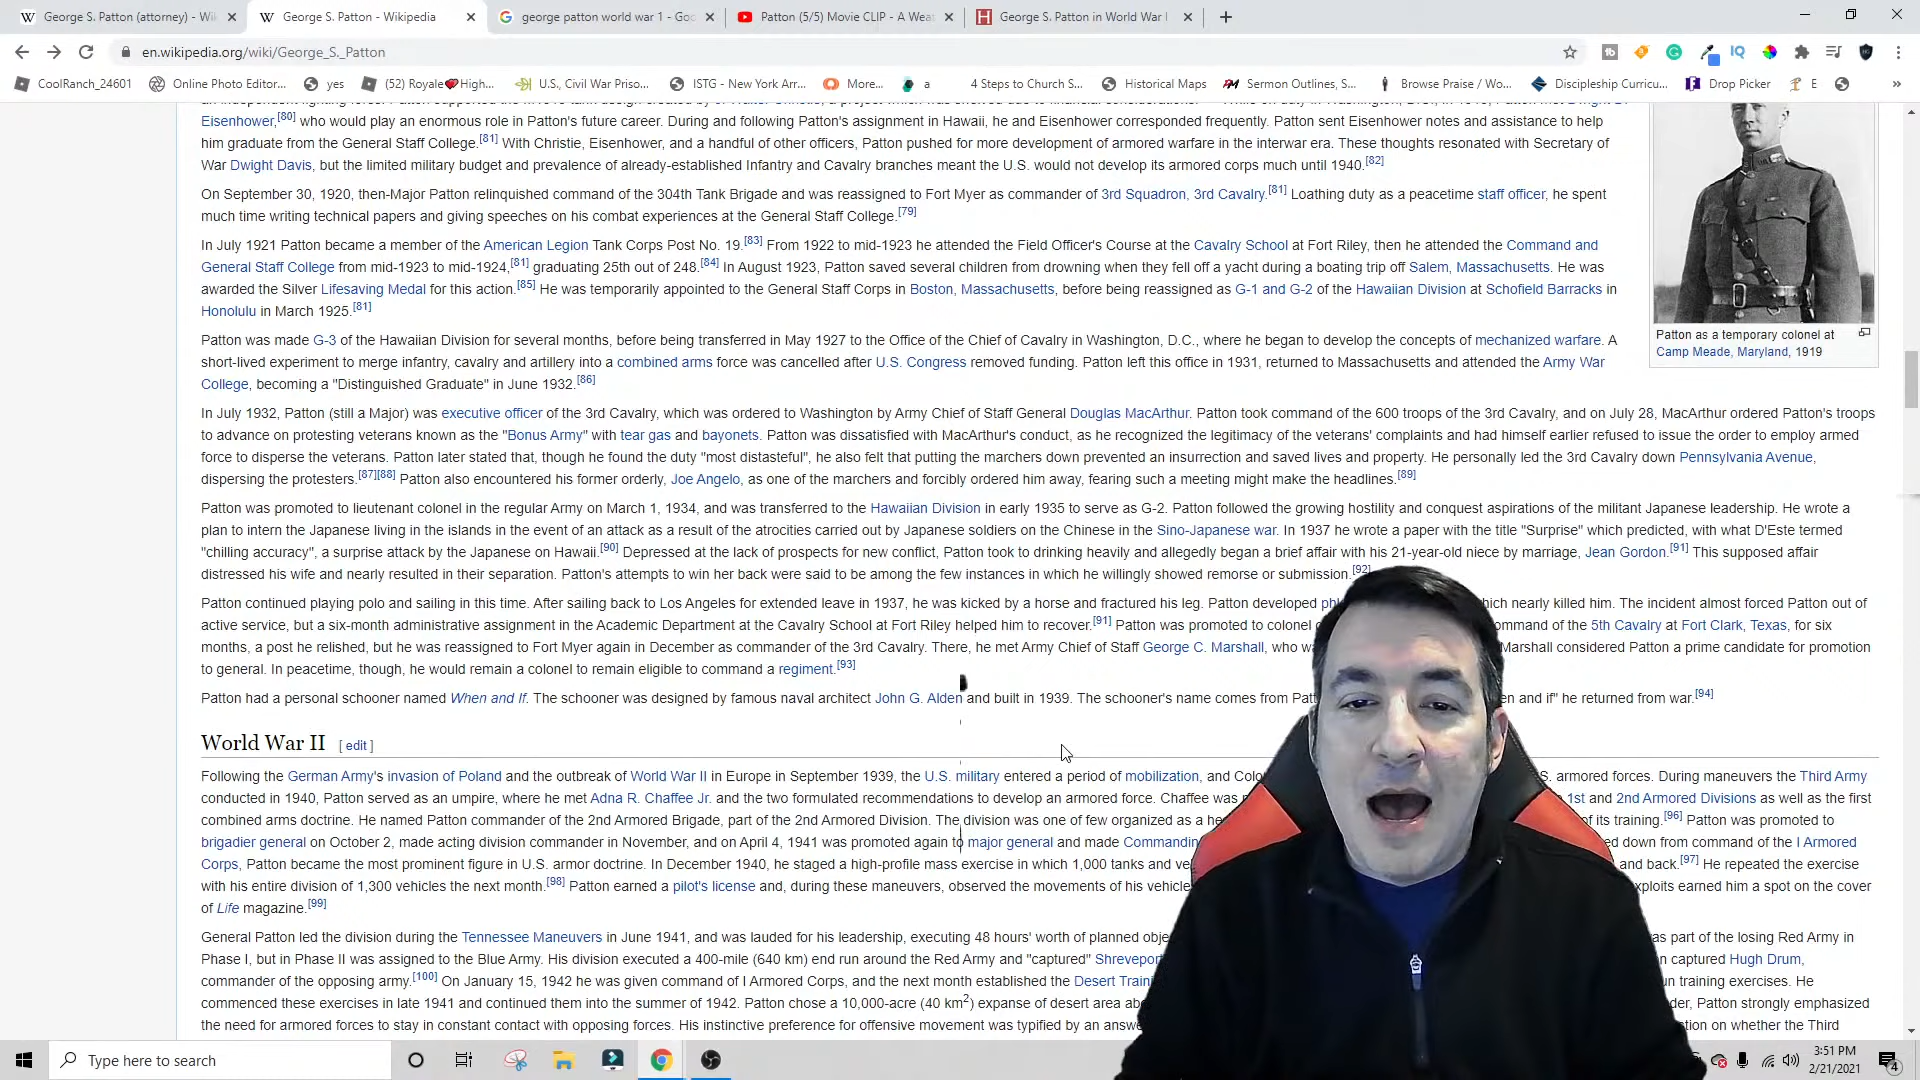 George S. Patton (attorney) - Wi
George S. Patton - Wikipedia
george patton world war 1 - Goo
Patton (5/5) Movie CLIP - A Wea
George S. Patton in World War I
en.wikipedia.org/wiki/George_S._Patton
CoolRanch_24601
Online Photo Editor...
yes
(52) Royale❤High...
U.S., Civil War Priso...
ISTG - New York Arr...
More...
a
4 Steps to Church S...
Historical Maps
Sermon Outlines, S...
Browse Praise / Wo...
Discipleship Curricu...
Drop Picker
E
»
Eisenhower,[80] who would play an enormous role in Patton's future career. During and following Patton's assignment in Hawaii, he and Eisenhower corresponded frequently. Patton sent Eisenhower notes and assistance to help
him graduate from the General Staff College.[81] With Christie, Eisenhower, and a handful of other officers, Patton pushed for more development of armored warfare in the interwar era. These thoughts resonated with Secretary of
War Dwight Davis, but the limited military budget and prevalence of already-established Infantry and Cavalry branches meant the U.S. would not develop its armored corps much until 1940.[82]
On September 30, 1920, then-Major Patton relinquished command of the 304th Tank Brigade and was reassigned to Fort Myer as commander of 3rd Squadron, 3rd Cavalry.[81] Loathing duty as a peacetime staff officer, he spent
much time writing technical papers and giving speeches on his combat experiences at the General Staff College.[79]
In July 1921 Patton became a member of the American Legion Tank Corps Post No. 19.[83] From 1922 to mid-1923 he attended the Field Officer's Course at the Cavalry School at Fort Riley, then he attended the Command and
General Staff College from mid-1923 to mid-1924,[81] graduating 25th out of 248.[84] In August 1923, Patton saved several children from drowning when they fell off a yacht during a boating trip off Salem, Massachusetts. He was
awarded the Silver Lifesaving Medal for this action.[85] He was temporarily appointed to the General Staff Corps in Boston, Massachusetts, before being reassigned as G-1 and G-2 of the Hawaiian Division at Schofield Barracks in
Honolulu in March 1925.[81]
Patton as a temporary colonel at
Camp Meade, Maryland, 1919
Patton was made G-3 of the Hawaiian Division for several months, before being transferred in May 1927 to the Office of the Chief of Cavalry in Washington, D.C., where he began to develop the concepts of mechanized warfare. A
short-lived experiment to merge infantry, cavalry and artillery into a combined arms force was cancelled after U.S. Congress removed funding. Patton left this office in 1931, returned to Massachusetts and attended the Army War
College, becoming a "Distinguished Graduate" in June 1932.[86]
In July 1932, Patton (still a Major) was executive officer of the 3rd Cavalry, which was ordered to Washington by Army Chief of Staff General Douglas MacArthur. Patton took command of the 600 troops of the 3rd Cavalry, and on July 28, MacArthur ordered Patton's troops
to advance on protesting veterans known as the "Bonus Army" with tear gas and bayonets. Patton was dissatisfied with MacArthur's conduct, as he recognized the legitimacy of the veterans' complaints and had himself earlier refused to issue the order to employ armed
force to disperse the veterans. Patton later stated that, though he found the duty "most distasteful", he also felt that putting the marchers down prevented an insurrection and saved lives and property. He personally led the 3rd Cavalry down Pennsylvania Avenue,
dispersing the protesters.[87][88] Patton also encountered his former orderly, Joe Angelo, as one of the marchers and forcibly ordered him away, fearing such a meeting might make the headlines.[89]
Patton was promoted to lieutenant colonel in the regular Army on March 1, 1934, and was transferred to the Hawaiian Division in early 1935 to serve as G-2. Patton followed the growing hostility and conquest aspirations of the militant Japanese leadership. He wrote a
plan to intern the Japanese living in the islands in the event of an attack as a result of the atrocities carried out by Japanese soldiers on the Chinese in the Sino-Japanese war. In 1937 he wrote a paper with the title "Surprise" which predicted, with what D'Este termed
"chilling accuracy", a surprise attack by the Japanese on Hawaii.[90] Depressed at the lack of prospects for new conflict, Patton took to drinking heavily and allegedly began a brief affair with his 21-year-old niece by marriage, Jean Gordon.[91] This supposed affair
distressed his wife and nearly resulted in their separation. Patton's attempts to win her back were said to be among the few instances in which he willingly showed remorse or submission.[92]
Patton continued playing polo and sailing in this time. After sailing back to Los Angeles for extended leave in 1937, he was kicked by a horse and fractured his leg. Patton developed phl hich nearly killed him. The incident almost forced Patton out of
active service, but a six-month administrative assignment in the Academic Department at the Cavalry School at Fort Riley helped him to recover.[91] Patton was promoted to colonel ommand of the 5th Cavalry at Fort Clark, Texas, for six
months, a post he relished, but he was reassigned to Fort Myer again in December as commander of the 3rd Cavalry. There, he met Army Chief of Staff George C. Marshall, who wa Marshall considered Patton a prime candidate for promotion
to general. In peacetime, though, he would remain a colonel to remain eligible to command a regiment.[93]
Patton had a personal schooner named When and If. The schooner was designed by famous naval architect John G. Alden and built in 1939. The schooner's name comes from Patt en and if" he returned from war.[94]
World War II [ edit ]
Following the German Army's invasion of Poland and the outbreak of World War II in Europe in September 1939, the U.S. military entered a period of mobilization, and Colo S. armored forces. During maneuvers the Third Army
conducted in 1940, Patton served as an umpire, where he met Adna R. Chaffee Jr. and the two formulated recommendations to develop an armored force. Chaffee was 1st and 2nd Armored Divisions as well as the first
combined arms doctrine. He named Patton commander of the 2nd Armored Brigade, part of the 2nd Armored Division. The division was one of few organized as a he of its training.[96] Patton was promoted to
brigadier general on October 2, made acting division commander in November, and on April 4, 1941 was promoted again to major general and made Commandin ed down from command of the I Armored
Corps, Patton became the most prominent figure in U.S. armor doctrine. In December 1940, he staged a high-profile mass exercise in which 1,000 tanks and ve and back.[97] He repeated the exercise
with his entire division of 1,300 vehicles the next month.[98] Patton earned a pilot's license and, during these maneuvers, observed the movements of his vehicle xploits earned him a spot on the cover
of Life magazine.[99]
General Patton led the division during the Tennessee Maneuvers in June 1941, and was lauded for his leadership, executing 48 hours' worth of planned obje as part of the losing Red Army in
Phase I, but in Phase II was assigned to the Blue Army. His division executed a 400-mile (640 km) end run around the Red Army and "captured" Shreveport n captured Hugh Drum,
commander of the opposing army.[100] On January 15, 1942 he was given command of I Armored Corps, and the next month established the Desert Train un training exercises. He
commenced these exercises in late 1941 and continued them into the summer of 1942. Patton chose a 10,000-acre (40 km2) expanse of desert area abo der, Patton strongly emphasized
the need for armored forces to stay in constant contact with opposing forces. His instinctive preference for offensive movement was typified by an answe tion on whether the Third
Type here to search
3:51 PM
2/21/2021
4